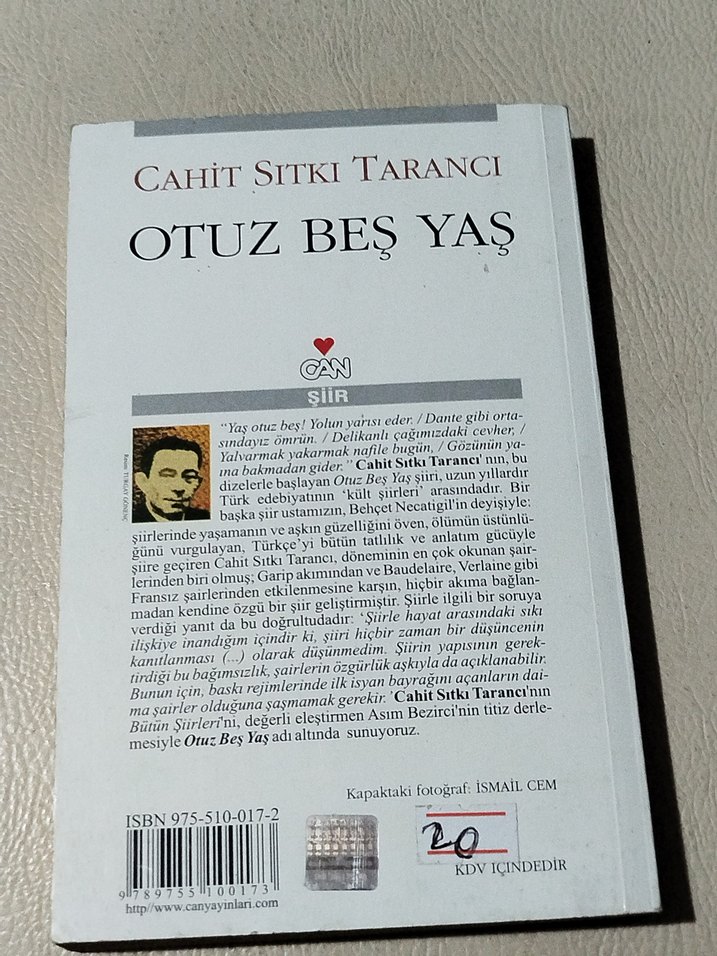 CAHİT SITKI TARANCI
OTUZ BEŞ YAŞ
CAN
ŞİİR
"Yaş otuz beş! Yolun yarısı eder, / Dante gibi orta-
sındayız ömrün. / Delikanlı çağımızdaki cevher, /
Yalvarmak yakarmak nafile bugün, / Gözünün ya-
şına bakmadan gider." Cahit Sıtkı Tarancı'nın, bu
dizelerle başlayan Otuz Beş Yaş şiiri, uzun yıllardır
Türk edebiyatının 'kült şiirleri' arasındadır. Bir
başka şiir ustamızın, Behçet Necatigil'in deyişiyle;
şiirlerinde yaşamanın ve aşkın güzelliğini öven, ölümün üstünlü-
ğünü vurgulayan, Türkçe'yi bütün tatlılık ve anlatım gücüyle
şiire geçiren Cahit Sıtkı Tarancı, döneminin en çok okunan şair-
lerinden biri olmuş; Garip akımından ve Baudelaire, Verlaine gibi
Fransız şairlerinden etkilenmesine karşın, hiçbir akıma bağlan-
madan kendine özgü bir şiir geliştirmiştir. Şiirle ilgili bir soruya
verdiği yanıt da bu doğrultudadır: 'Şiirle hayat arasındaki sıkı
ilişkiye inandığım içindir ki, şiiri hiçbir zaman bir düşüncenin
kanıtlanması (...) olarak düşünmedim. Şiirin yapısının gerek-
tirdiği bu bağımsızlık, şairlerin özgürlük aşkıyla da açıklanabilir.
Bunun için, baskı rejimlerinde ilk isyan bayrağını açanların dai-
ma şairler olduğuna şaşmamak gerekir.' Cahit Sıtkı Tarancı'nın
Bütün Şiirleri'ni, değerli eleştirmen Asım Bezirci'nin titiz derle-
mesiyle Otuz Beş Yaş adı altında sunuyoruz.
Resim: TURGAY GÖNENÇ
Kapaktaki fotoğraf: İSMAİL CEM
ISBN 975-510-017-2
9 789755 100173
http//www.canyayinlari.com
20
KDV IÇINDEDİR